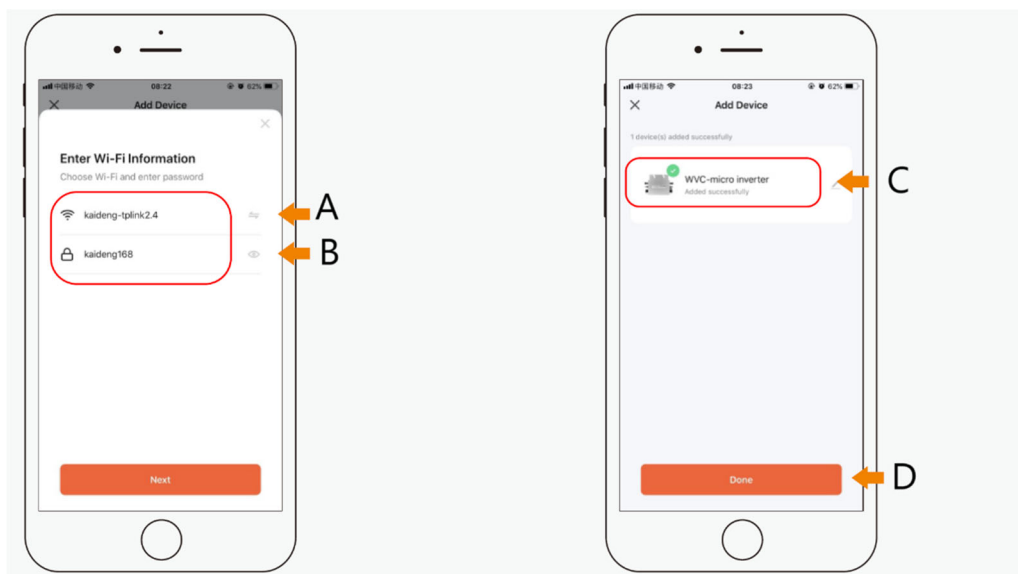 中国移动 08:22 62%
Add Device
Enter Wi-Fi Information
Choose Wi-Fi and enter password
kaideng-tplink2.4
kaideng168
Next
A
B
中国移动 08:23 62%
Add Device
1 device(s) added successfully
WVC-micro inverter
Added successfully
Done
C
D